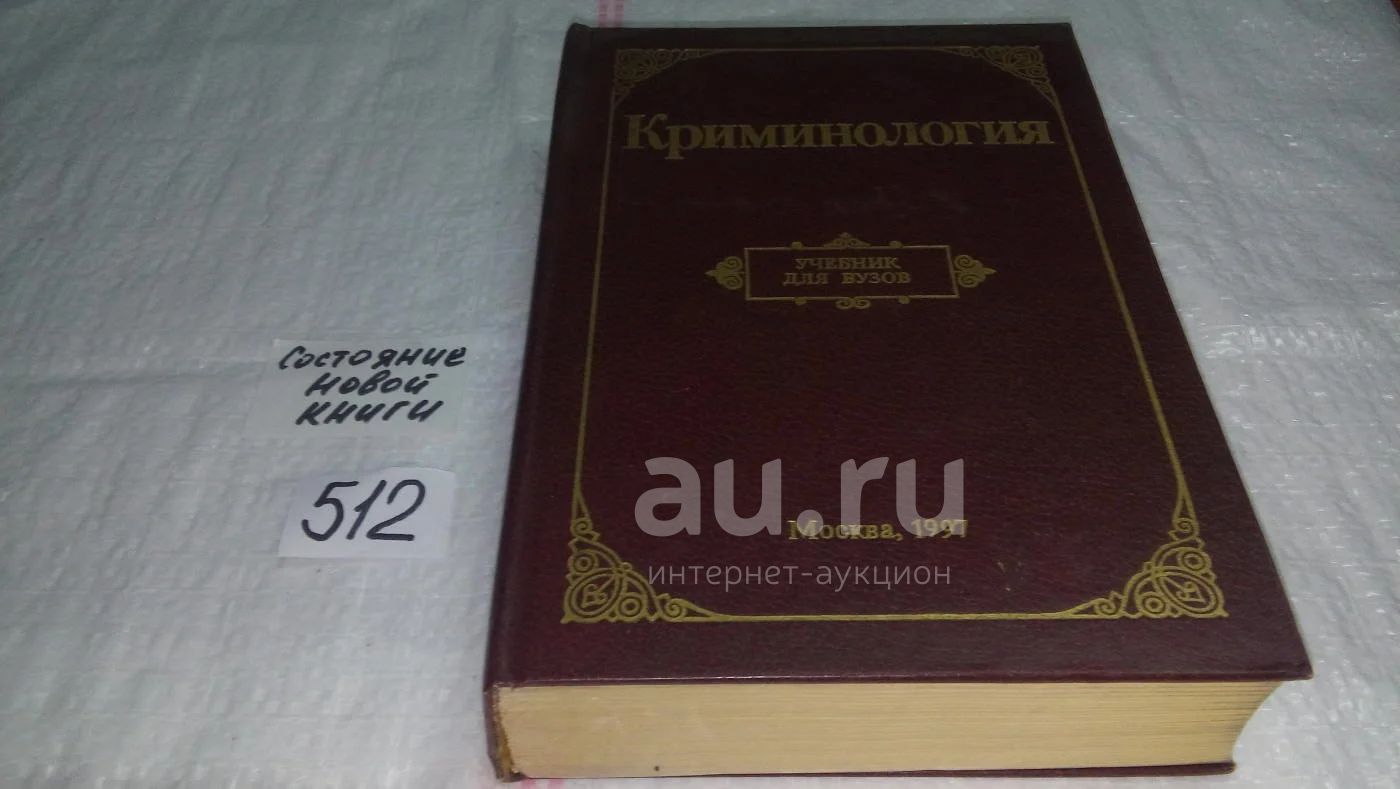 Криминология
УЧЕБНИК
ДЛЯ ВУЗОВ
Состояние
новой
книги
512
au.ru
Москва, 1997
интернет-аукцион